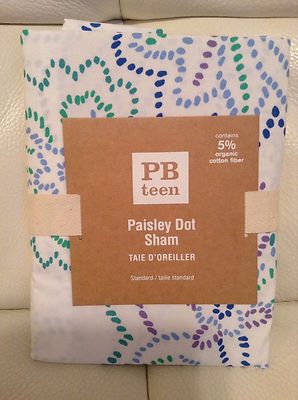 contains
5%
organic
cotton fiber
PB
teen
Paisley Dot
Sham
TAIE D'OREILLER
Standard / taille standard